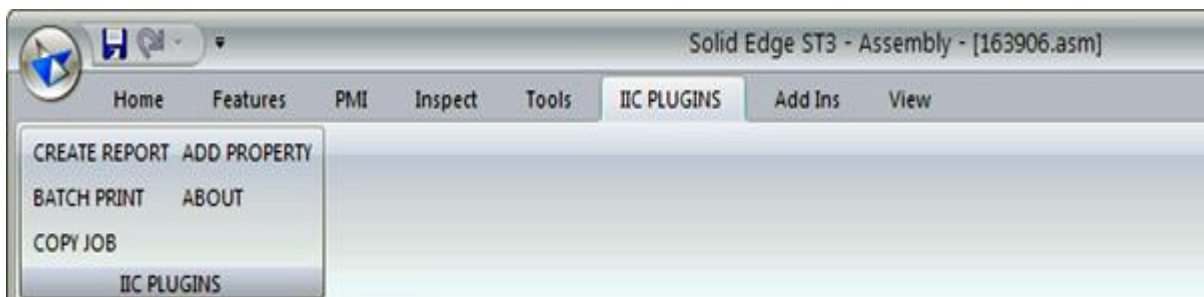 Solid Edge ST3 - Assembly - [163906.asm]
Home Features PMI Inspect Tools IIC PLUGINS Add Ins View
CREATE REPORT ADD PROPERTY
BATCH PRINT ABOUT
COPY JOB
IIC PLUGINS